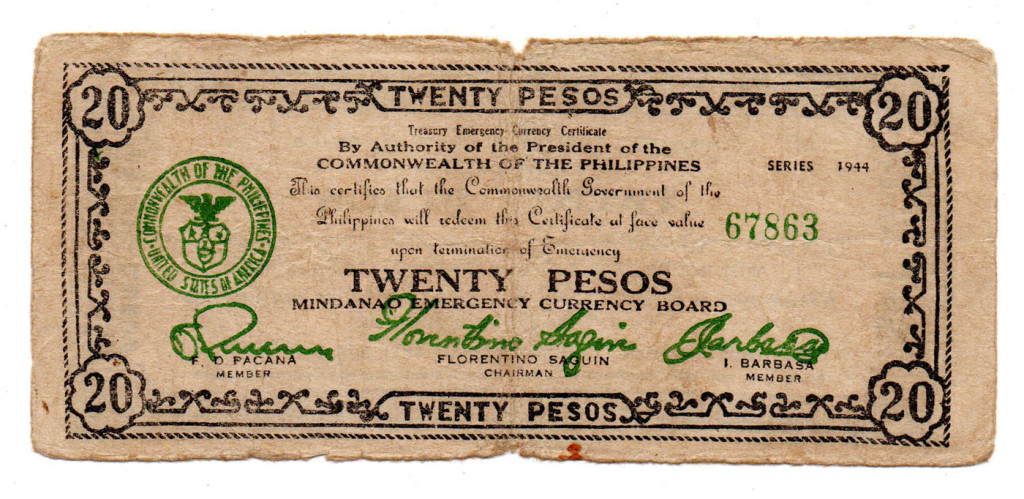 20 TWENTY PESOS 20
Treasury Emergency Currency Certificate
By Authority of the President of the
COMMONWEALTH OF THE PHILIPPINES
SERIES 1944
COMMONWEALTH OF THE PHILIPPINES
UNITED STATES OF AMERICA
This certifies that the Commonwealth Government of the
Philippines will redeem this Certificate at face value
67863
upon termination of Emergency
TWENTY PESOS
MINDANAO EMERGENCY CURRENCY BOARD
Florentino Saguin
Barbasa
F. D PACANA
FLORENTINO SAGUIN
I. BARBASA
MEMBER
CHAIRMAN
MEMBER
20 TWENTY PESOS 20